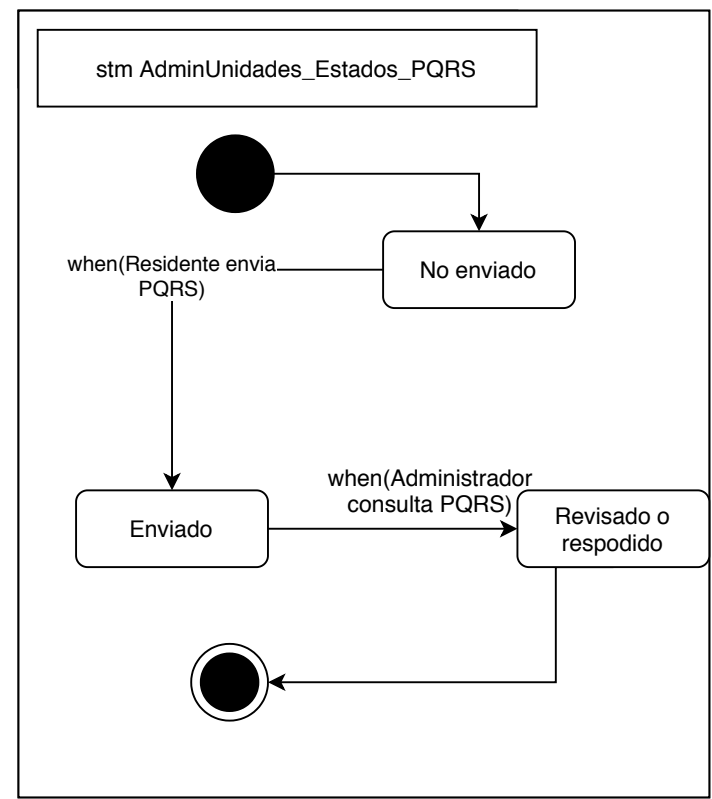 stm AdminUnidades_Estados_PQRS
No enviado
when(Residente envia
PQRS)
when(Administrador
consulta PQRS)
Enviado
Revisado o
respodido